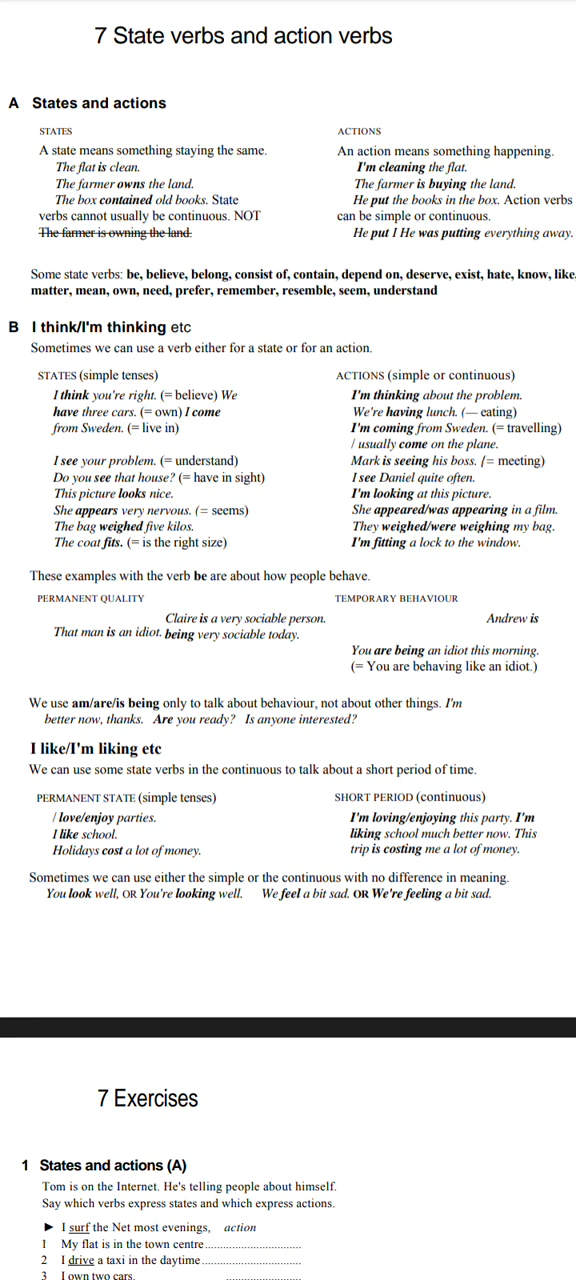 7 State verbs and action verbs
A States and actions
STATES
A state means something staying the same.
The flat is clean.
The farmer owns the land.
The box contained old books. State
verbs cannot usually be continuous. NOT
The farmer is owning the land.
ACTIONS
An action means something happening.
I'm cleaning the flat.
The farmer is buying the land.
He put the books in the box. Action verbs
can be simple or continuous.
He put I He was putting everything away.
Some state verbs: be, believe, belong, consist of, contain, depend on, deserve, exist, hate, know, like,
matter, mean, own, need, prefer, remember, resemble, seem, understand
B I think/I'm thinking etc
Sometimes we can use a verb either for a state or for an action.
STATES (simple tenses)
I think you're right. (= believe) We
have three cars. (= own) I come
from Sweden. (= live in)
I see your problem. (= understand)
Do you see that house? (= have in sight)
This picture looks nice.
She appears very nervous. (= seems)
The bag weighed five kilos.
The coat fits. (= is the right size)
ACTIONS (simple or continuous)
I'm thinking about the problem.
We're having lunch. (— eating)
I'm coming from Sweden. (= travelling)
/ usually come on the plane.
Mark is seeing his boss. {= meeting)
I see Daniel quite often.
I'm looking at this picture.
She appeared/was appearing in a film.
They weighed/were weighing my bag.
I'm fitting a lock to the window.
These examples with the verb be are about how people behave.
PERMANENT QUALITY
TEMPORARY BEHAVIOUR
Claire is a very sociable person. Andrew is
That man is an idiot. being very sociable today.
You are being an idiot this morning.
(= You are behaving like an idiot.)
We use am/are/is being only to talk about behaviour, not about other things. I'm
better now, thanks. Are you ready? Is anyone interested?
I like/I'm liking etc
We can use some state verbs in the continuous to talk about a short period of time.
PERMANENT STATE (simple tenses)
/ love/enjoy parties.
I like school.
Holidays cost a lot of money.
SHORT PERIOD (continuous)
I'm loving/enjoying this party. I'm
liking school much better now. This
trip is costing me a lot of money.
Sometimes we can use either the simple or the continuous with no difference in meaning.
You look well, OR You're looking well. We feel a bit sad. OR We're feeling a bit sad.
7 Exercises
1 States and actions (A)
Tom is on the Internet. He's telling people about himself.
Say which verbs express states and which express actions.
► I surf the Net most evenings, action
1 My flat is in the town centre................................
2 I drive a taxi in the daytime.................................
3 I own two cars. .........................